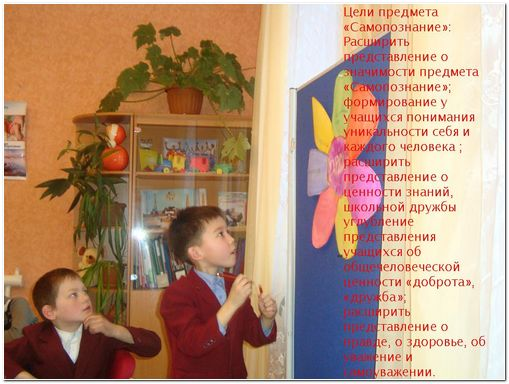 Цели предмета
«Самопознание»:
Расширить
представление о
значимости предмета
«Самопознание»;
формирование у
учащихся понимания
уникальности себя и
каждого человека ;
расширить
представление о
ценности знаний,
школьной дружбы
углубление
представления
учащихся об
общечеловеческой
ценности «доброта»,
«дружба»;
расширить
представление о
правде, о здоровье, об
уважение и
самоуважении.